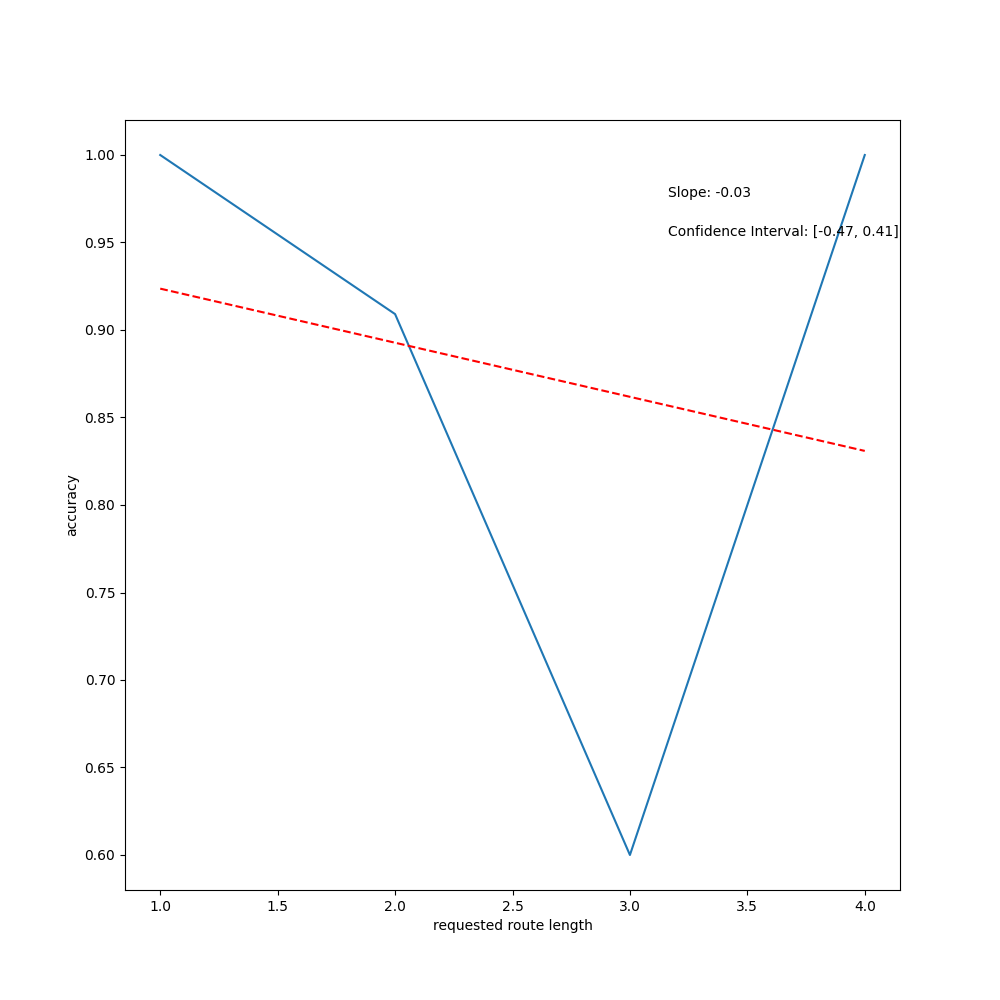 1.00
0.95
0.90
0.85
0.80
0.75
0.70
0.65
0.60
accuracy
Slope: -0.03
Confidence Interval: [-0.47, 0.41]
1.0 1.5 2.0 2.5 3.0 3.5 4.0
requested route length